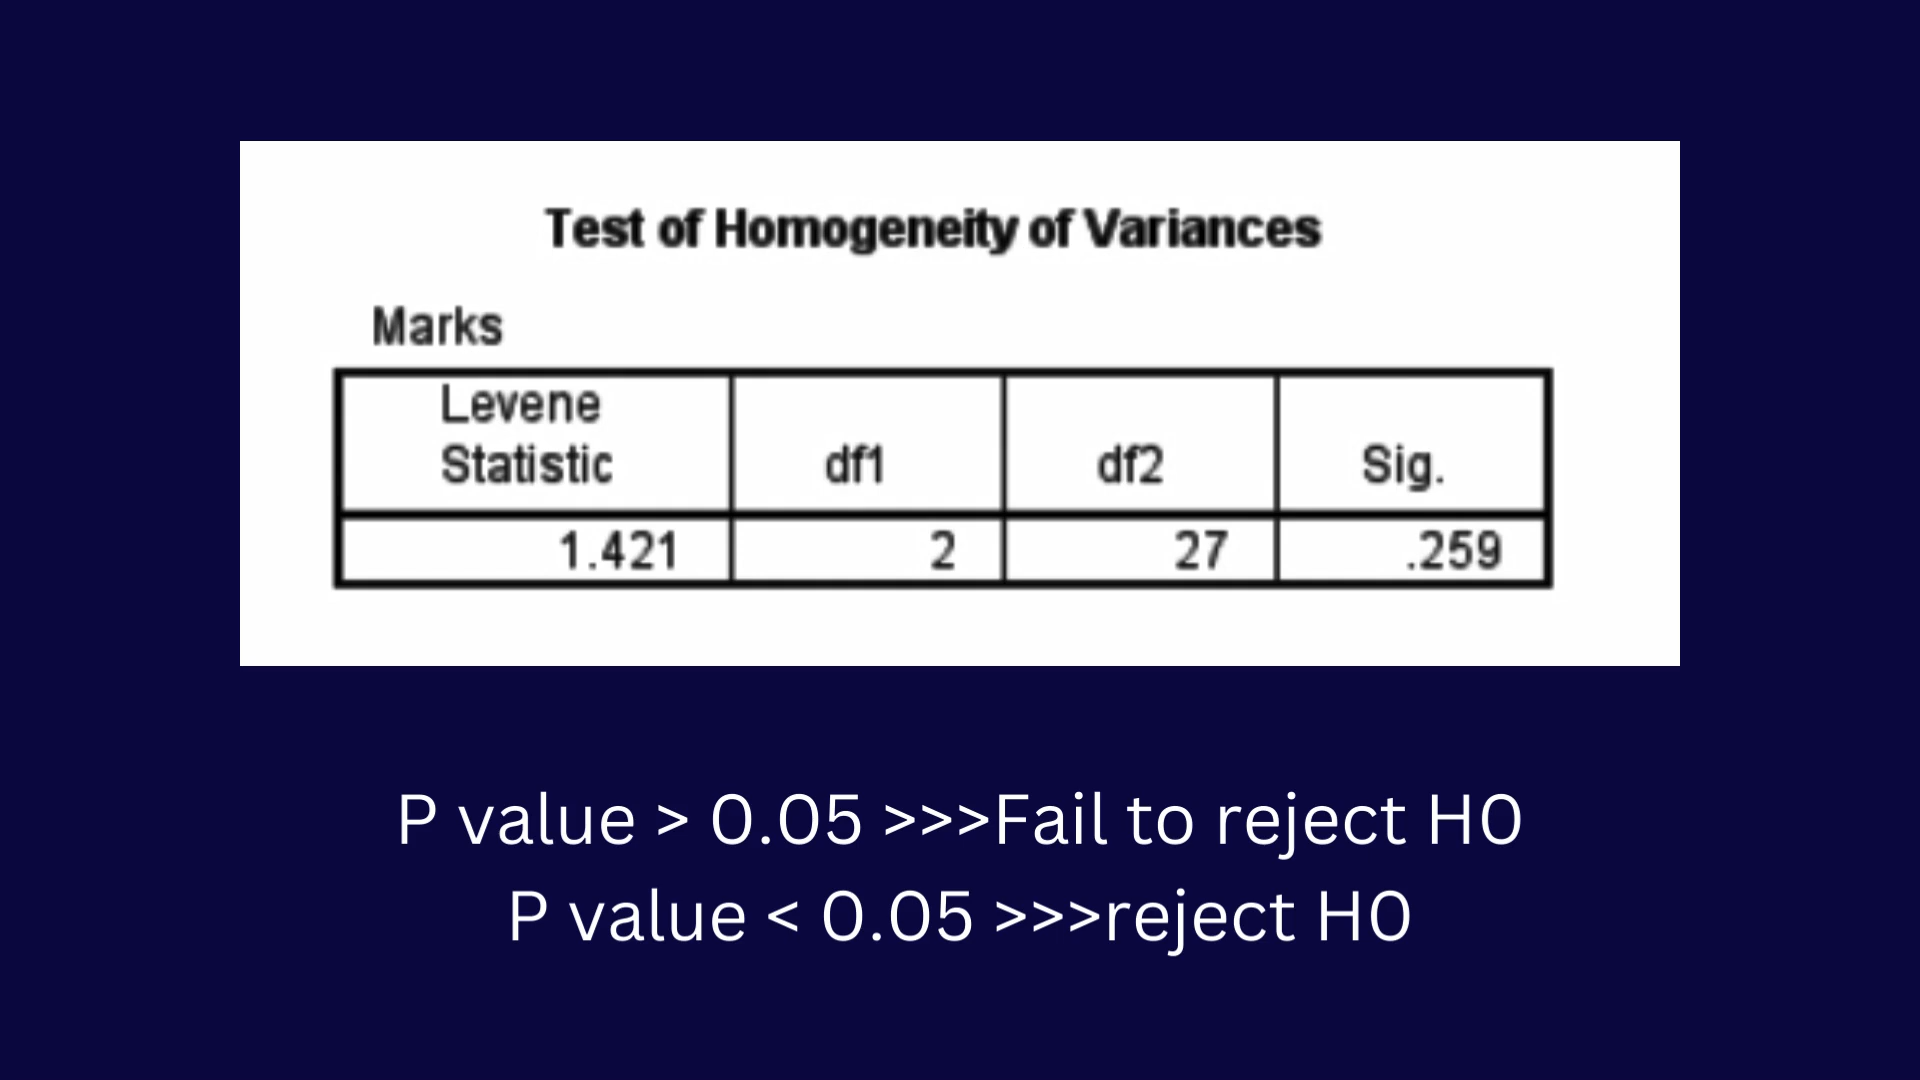 Test of Homogeneity of Variances
Marks
Levene
Statistic df1 df2 Sig.
1.421 2 27 .259
P value > 0.05 >>>Fail to reject H0
P value < 0.05 >>>reject H0